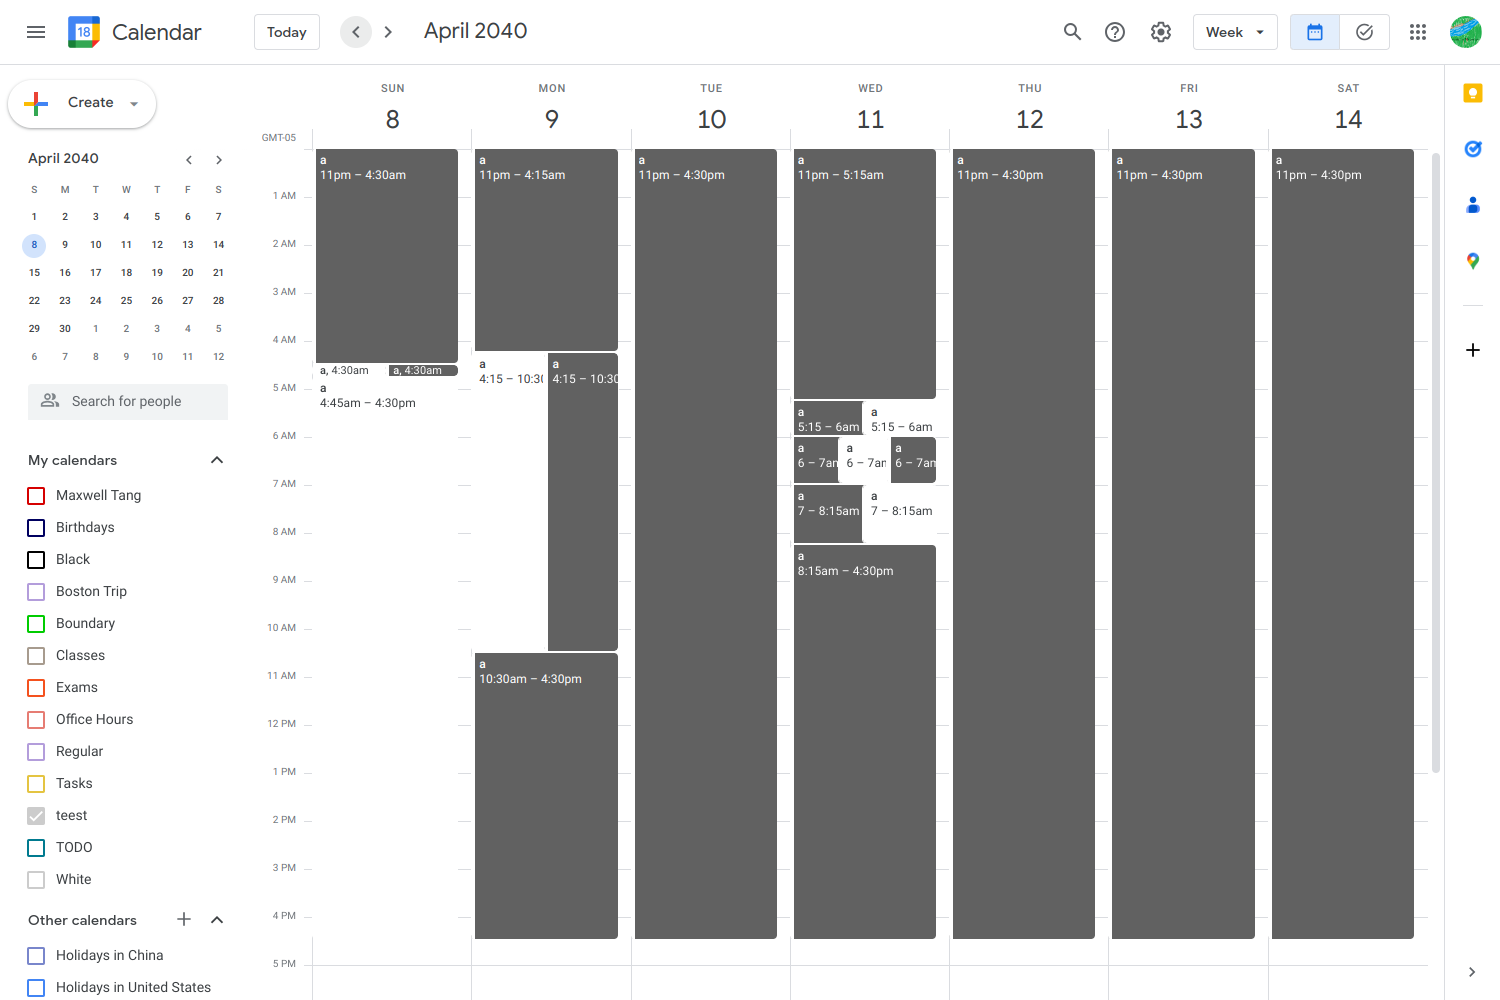 18 Calendar Today April 2040 Week
Create
April 2040
S M T W T F S
1 2 3 4 5 6 7
8 9 10 11 12 13 14
15 16 17 18 19 20 21
22 23 24 25 26 27 28
29 30 1 2 3 4 5
6 7 8 9 10 11 12
Search for people
My calendars
Maxwell Tang
Birthdays
Black
Boston Trip
Boundary
Classes
Exams
Office Hours
Regular
Tasks
teest
TODO
White
Other calendars
Holidays in China
Holidays in United States
SUN MON TUE WED THU FRI SAT
8 9 10 11 12 13 14
GMT-05
1 AM
2 AM
3 AM
4 AM
5 AM
6 AM
7 AM
8 AM
9 AM
10 AM
11 AM
12 PM
1 PM
2 PM
3 PM
4 PM
5 PM
a
11pm – 4:30am
a, 4:30am
a, 4:30am
a
4:45am – 4:30pm
a
11pm – 4:15am
a
4:15 – 10:30
a
4:15 – 10:30
a
10:30am – 4:30pm
a
11pm – 4:30pm
a
11pm – 5:15am
a
5:15 – 6am
a
5:15 – 6am
a
6 – 7am
a
6 – 7am
a
6 – 7am
a
7 – 8:15am
a
7 – 8:15am
a
8:15am – 4:30pm
a
11pm – 4:30pm
a
11pm – 4:30pm
a
11pm – 4:30pm